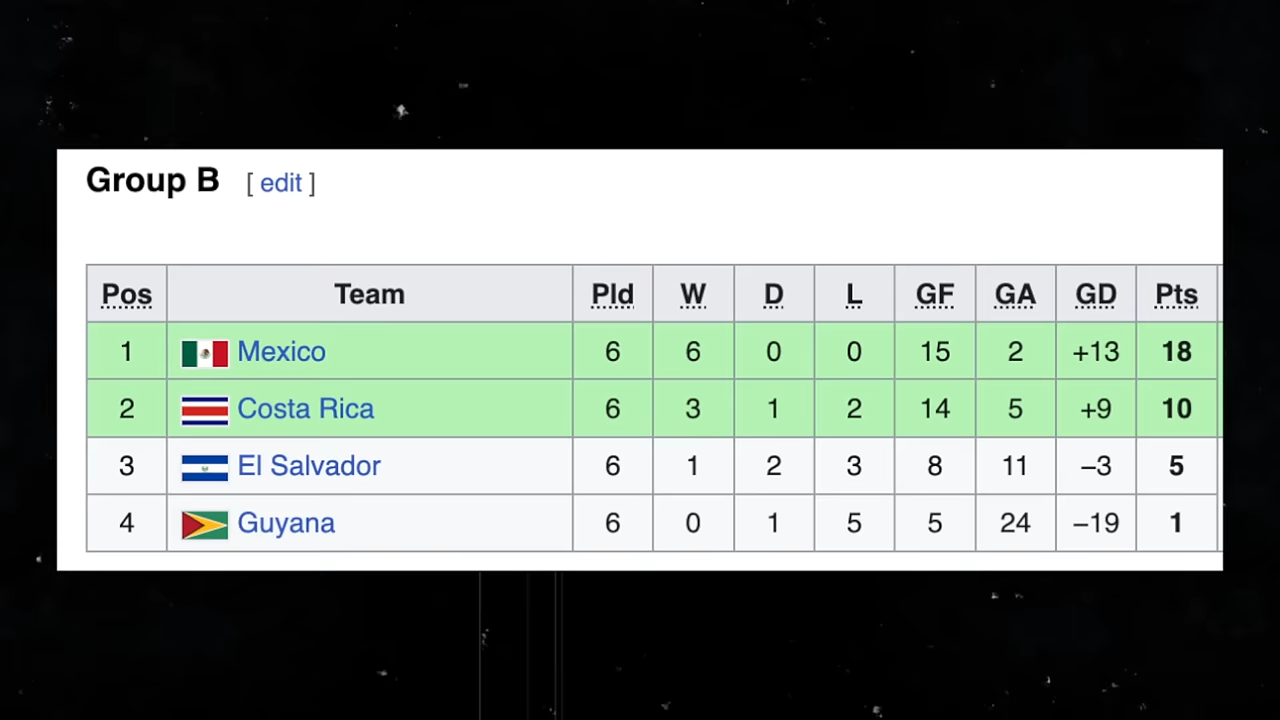 Group B [ edit ]
Pos Team Pld W D L GF GA GD Pts
1 Mexico 6 6 0 0 15 2 +13 18
2 Costa Rica 6 3 1 2 14 5 +9 10
3 El Salvador 6 1 2 3 8 11 −3 5
4 Guyana 6 0 1 5 5 24 −19 1